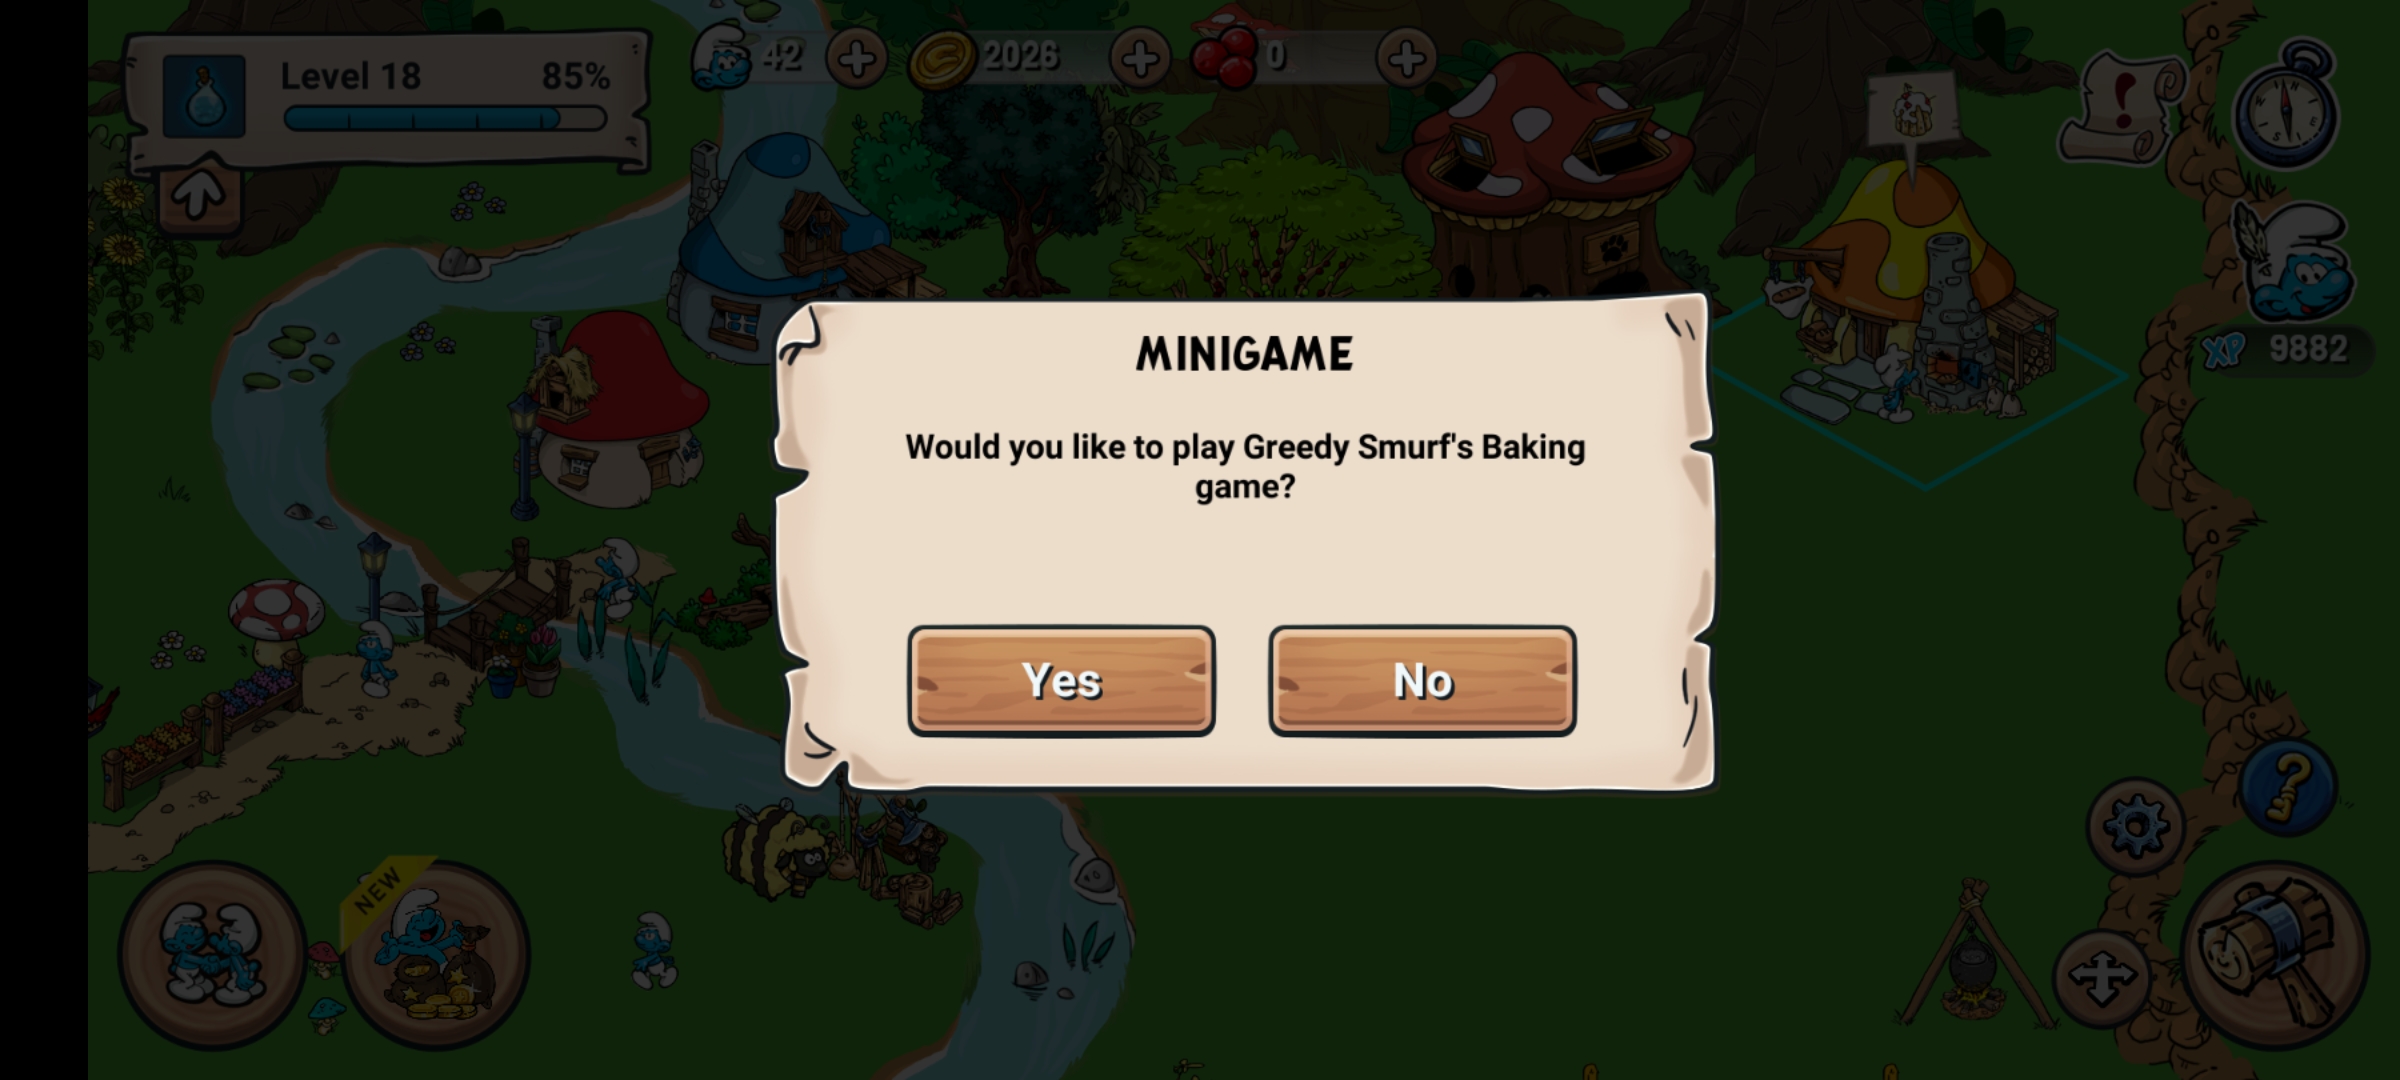 Level 18
85%
42
2026
0
XP 9882
MINIGAME
Would you like to play Greedy Smurf's Baking
game?
Yes
No
NEW